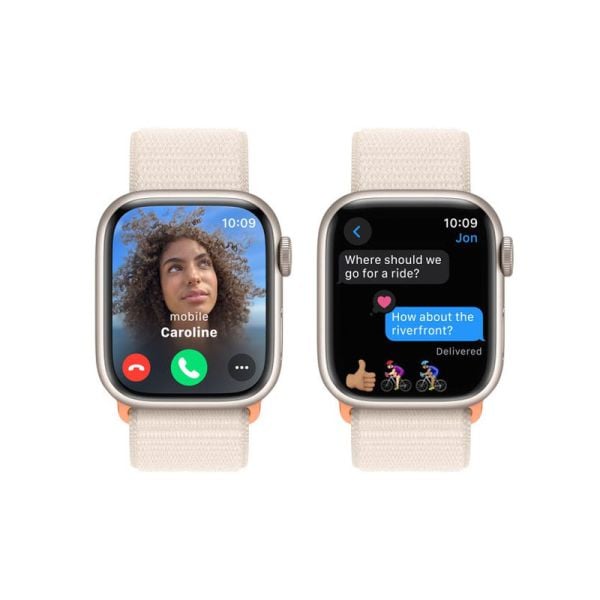 10:09
mobile
Caroline
10:09
Jon
Where should we
go for a ride?
How about the
riverfront?
Delivered